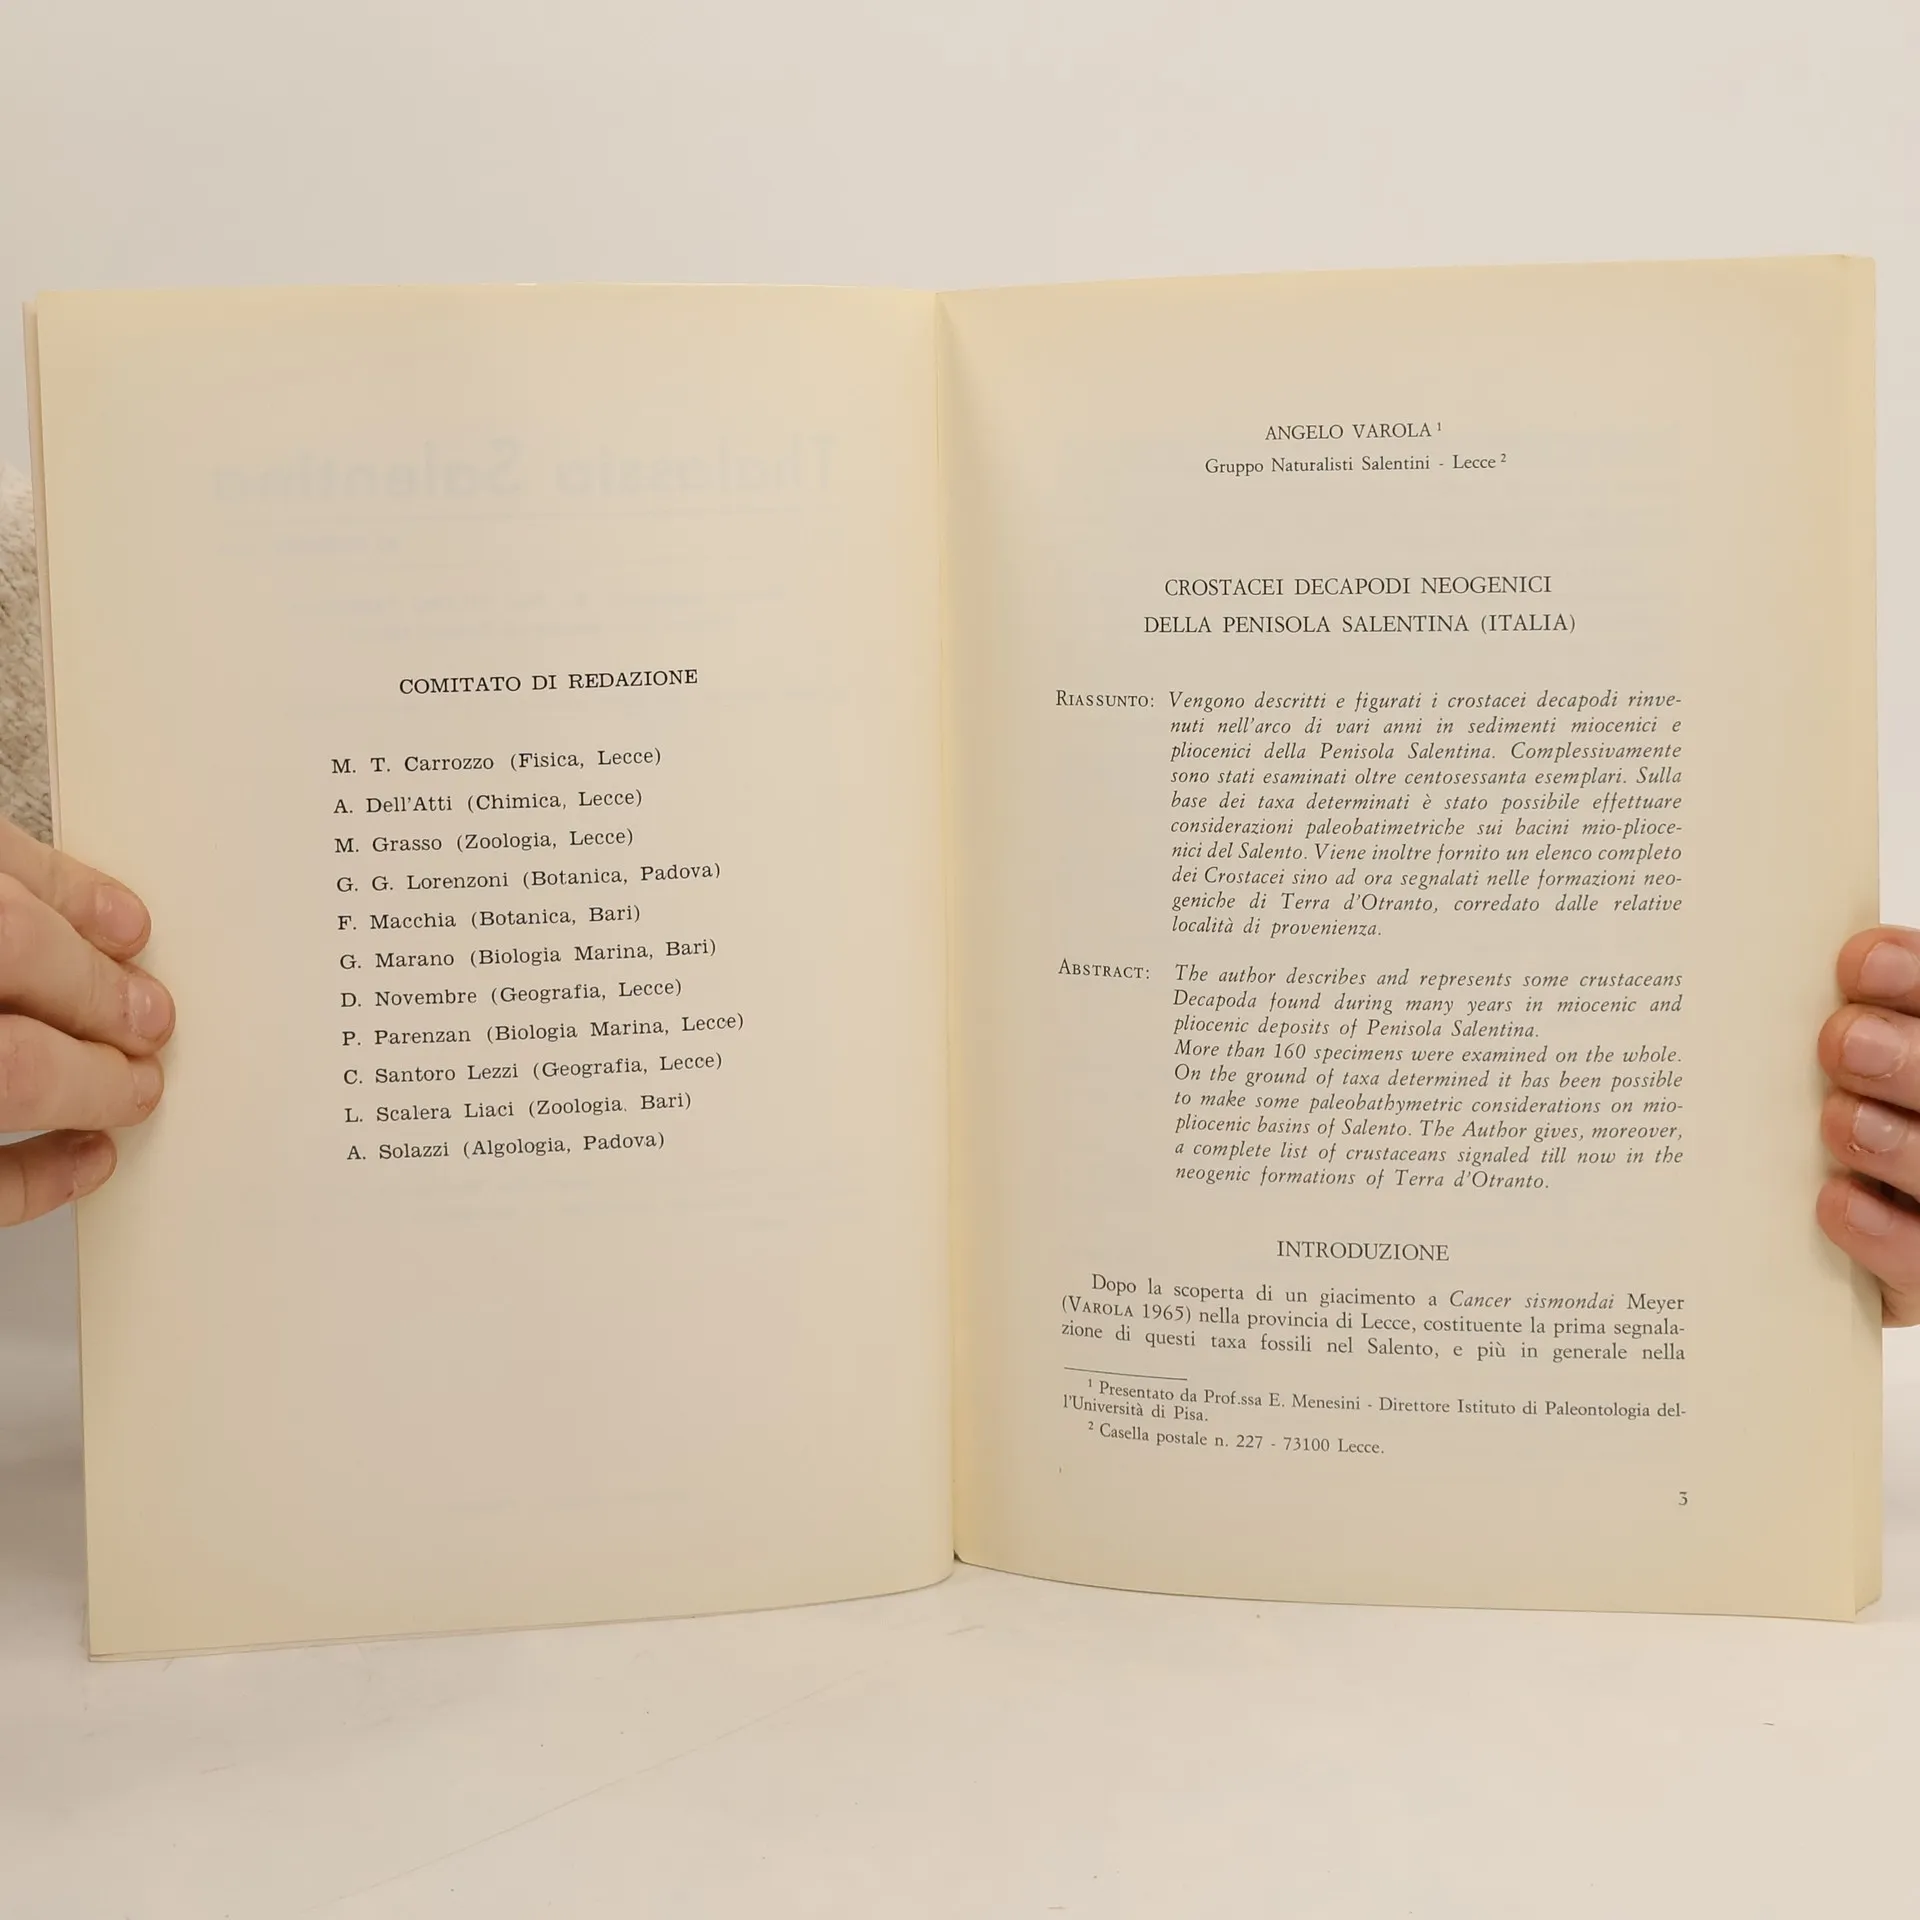 COMITATO DI REDAZIONE
M. T. Carrozzo (Fisica, Lecce)
A. Dell'Atti (Chimica, Lecce)
M. Grasso (Zoologia, Lecce)
G. G. Lorenzoni (Botanica, Padova)
F. Macchia (Botanica, Bari)
G. Marano (Biologia Marina, Bari)
D. Novembre (Geografia, Lecce)
P. Parenzan (Biologia Marina, Lecce)
C. Santoro Lezzi (Geografia, Lecce)
L. Scalera Liaci (Zoologia, Bari)
A. Solazzi (Algologia, Padova)
ANGELO VAROLA ¹
Gruppo Naturalisti Salentini - Lecce ²
CROSTACEI DECAPODI NEOGENICI
DELLA PENISOLA SALENTINA (ITALIA)
RIASSUNTO: Vengono descritti e figurati i crostacei decapodi rinve-
nuti nell'arco di vari anni in sedimenti miocenici e
pliocenici della Penisola Salentina. Complessivamente
sono stati esaminati oltre centosessanta esemplari. Sulla
base dei taxa determinati è stato possibile effettuare
considerazioni paleobatimetriche sui bacini mio-plioce-
nici del Salento. Viene inoltre fornito un elenco completo
dei Crostacei sino ad ora segnalati nelle formazioni neo-
geniche di Terra d'Otranto, corredato dalle relative
località di provenienza.
ABSTRACT: The author describes and represents some crustaceans
Decapoda found during many years in miocenic and
pliocenic deposits of Penisola Salentina.
More than 160 specimens were examined on the whole.
On the ground of taxa determined it has been possible
to make some paleobathymetric considerations on mio-
pliocenic basins of Salento. The Author gives, moreover,
a complete list of crustaceans signaled till now in the
neogenic formations of Terra d'Otranto.
INTRODUZIONE
Dopo la scoperta di un giacimento a Cancer sismondai Meyer
(VAROLA 1965) nella provincia di Lecce, costituente la prima segnala-
zione di questi taxa fossili nel Salento, e più in generale nella
¹ Presentato da Prof.ssa E. Menesini - Direttore Istituto di Paleontologia del-
l'Università di Pisa.
² Casella postale n. 227 - 73100 Lecce.
3